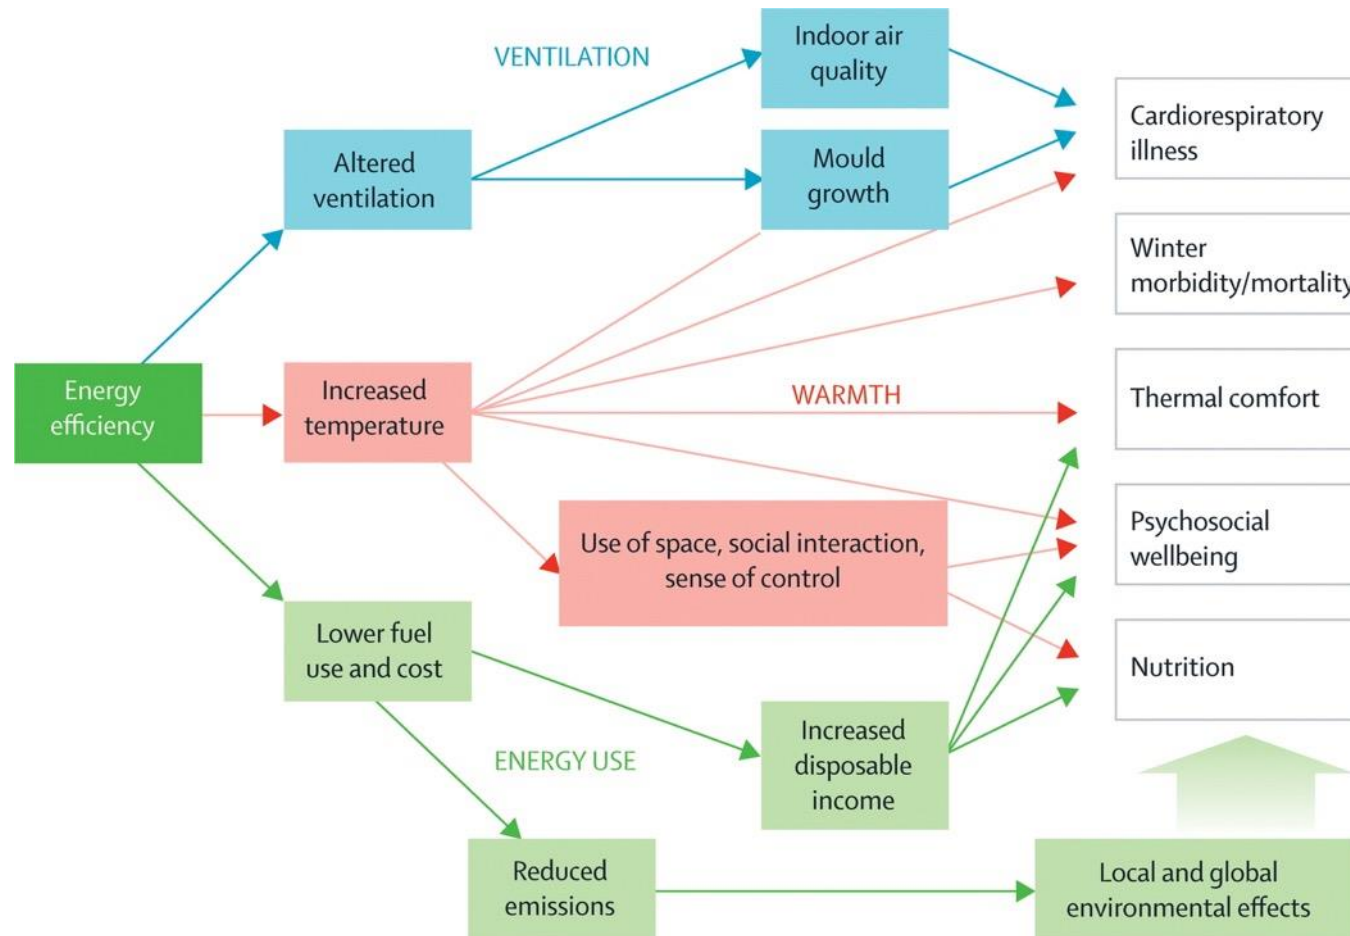 VENTILATION
Indoor air
quality
Cardiorespiratory
illness
Altered
ventilation
Mould
growth
Winter
morbidity/mortality
Energy
efficiency
Increased
temperature
WARMTH
Thermal comfort
Use of space, social interaction,
sense of control
Psychosocial
wellbeing
Lower fuel
use and cost
Nutrition
ENERGY USE
Increased
disposable
income
Reduced
emissions
Local and global
environmental effects